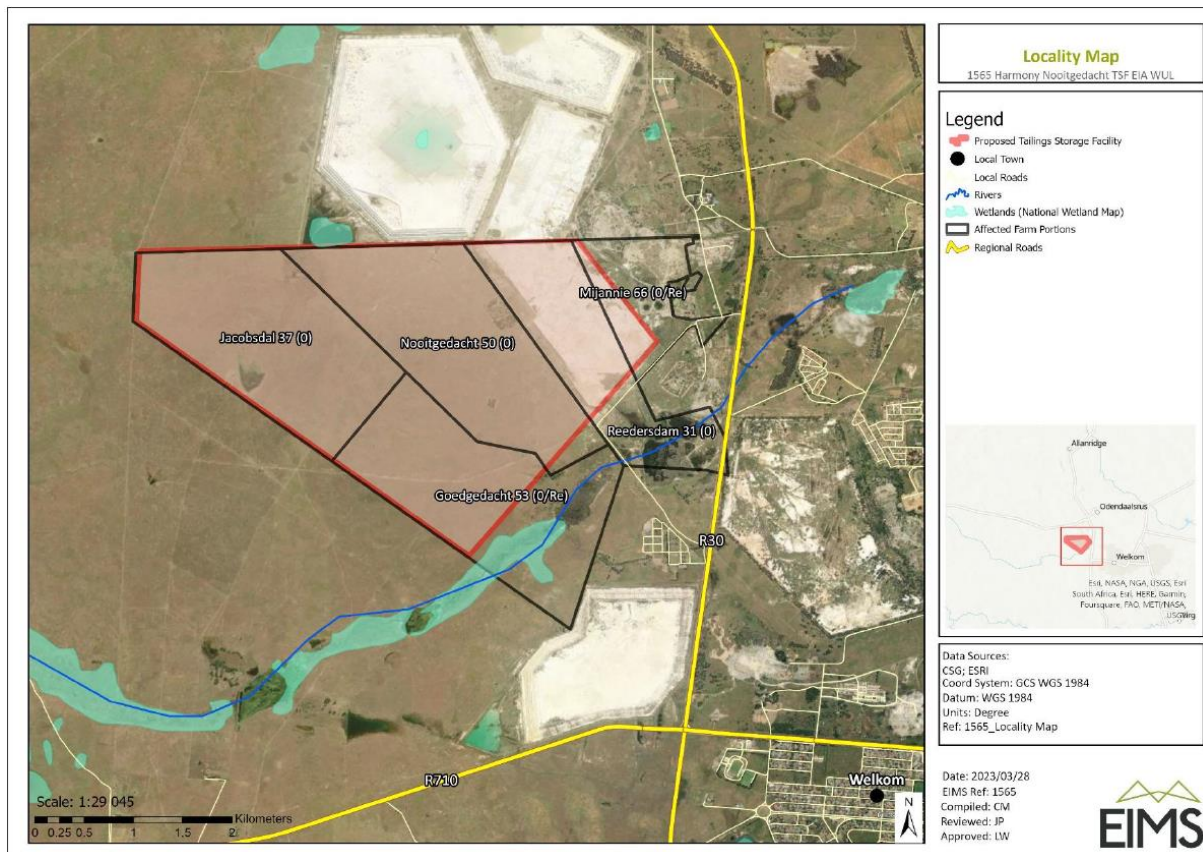 Locality Map
1565 Harmony Nooitgedacht TSF EIA WUL
Legend
Proposed Tailings Storage Facility
Local Town
Local Roads
Rivers
Wetlands (National Wetland Map)
Affected Farm Portions
Regional Roads
Mijannie 66 (0/Re)
Jacobsdal 37 (0)
Nooitgedacht 50 (0)
Reedersdam 31 (0)
Goedgedacht 53 (0/Re)
R30
R710
Welkom
Scale: 1:29 045
Kilometers
0 0.25 0.5 1 1.5 2
N
Allanridge
Odendaalsrus
Welkom
Esri, NASA, NGA, USGS, Esri
South Africa, Esri, HERE, Garmin,
Foursquare, FAO, METI/NASA,
Data Sources:
CSG; ESRI
Coord System: GCS WGS 1984
Datum: WGS 1984
Units: Degree
Ref: 1565_Locality Map
Date: 2023/03/28
EIMS Ref: 1565
Compiled: CM
Reviewed: JP
Approved: LW
EIMS